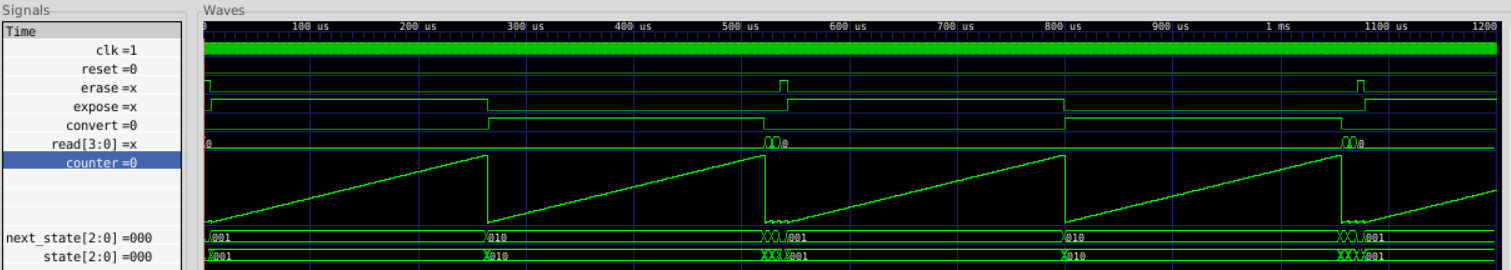 Signals
Waves
Time
0 100 us 200 us 300 us 400 us 500 us 600 us 700 us 800 us 900 us 1 ms 1100 us 1200
clk =1
reset =0
erase =x
expose =x
convert =0
read[3:0] =x 0 0 0
counter =0
next_state[2:0] =000 001 010 001 010 001
state[2:0] =000 001 010 001 010 001